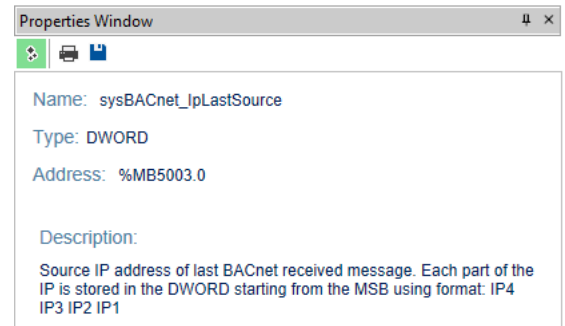 Properties Window
Name: sysBACnet_IpLastSource
Type: DWORD
Address: %MB5003.0
Description:
Source IP address of last BACnet received message. Each part of the
IP is stored in the DWORD starting from the MSB using format: IP4
IP3 IP2 IP1